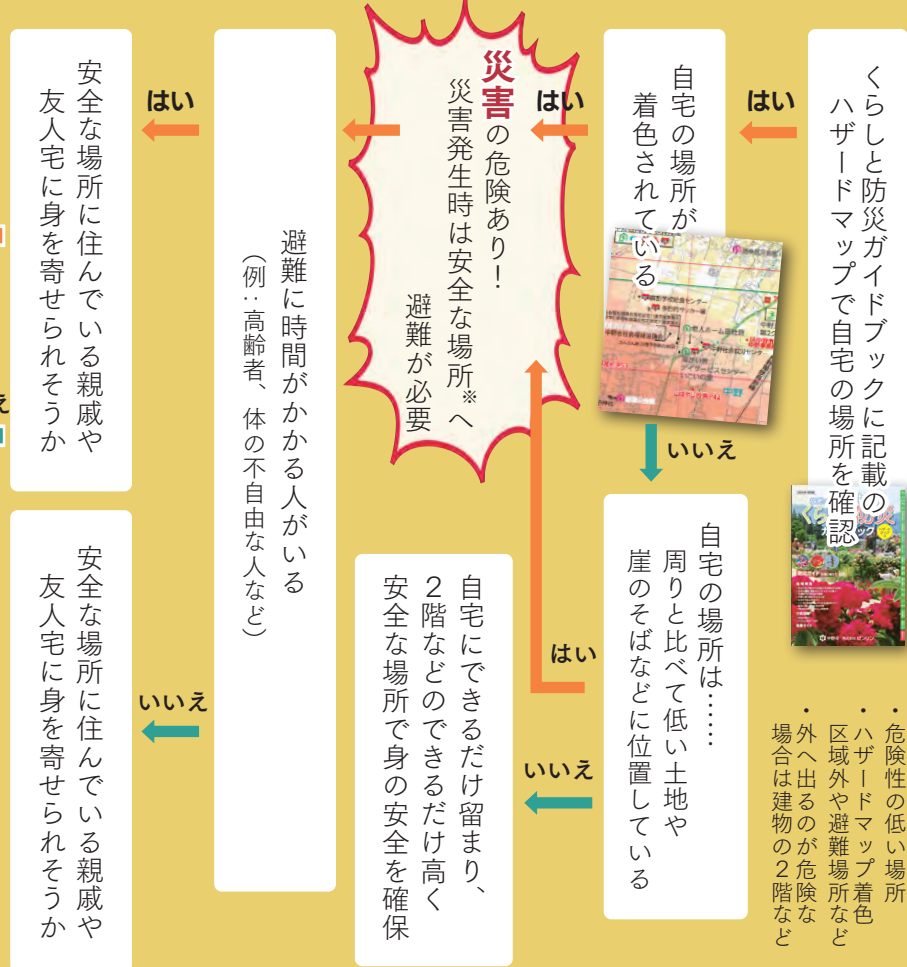 くらしと防災ガイドブックに記載の
ハザードマップで自宅の場所を確認
はい
自宅の場所が
着色されている
はい
いいえ
災害の危険あり！
災害発生時は安全な場所※へ
避難が必要
自宅の場所は……
周りと比べて低い土地や
崖のそばなどに位置している
はい
いいえ
自宅にできるだけ留まり、
２階などのできるだけ高く
安全な場所で身の安全を確保
・危険性の低い場所
・ハザードマップ着色
区域外や避難場所など
・外へ出るのが危険な
場合は建物の２階など
避難に時間がかかる人がいる
（例：高齢者、体の不自由な人など）
はい
いいえ
安全な場所に住んでいる親戚や
友人宅に身を寄せられそうか
安全な場所に住んでいる親戚や
友人宅に身を寄せられそうか
え
中野